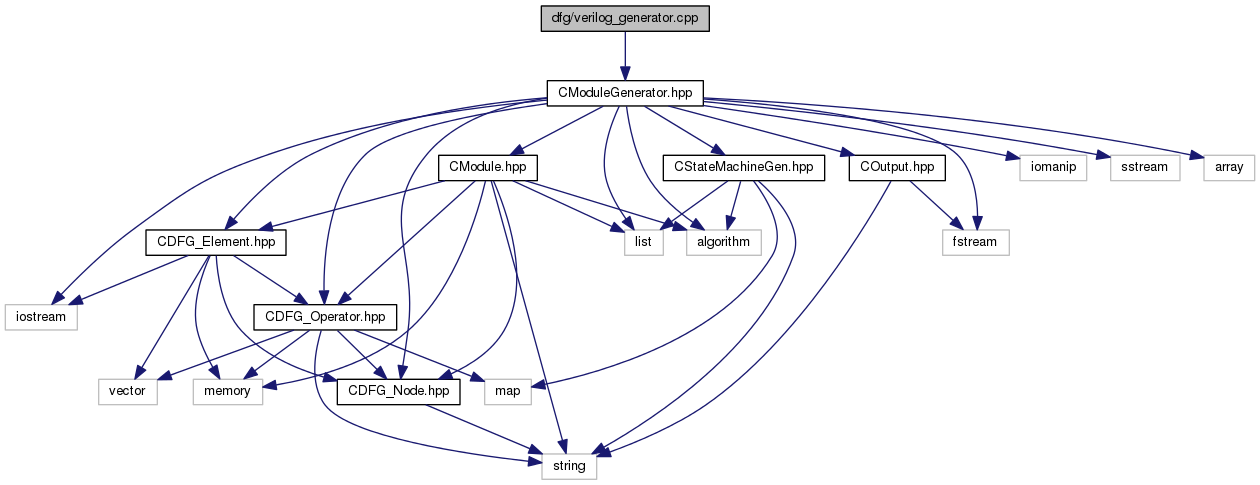 dfg/verilog_generator.cpp
CModuleGenerator.hpp
CModule.hpp
CStateMachineGen.hpp
COutput.hpp
iomanip
sstream
array
CDFG_Element.hpp
list
algorithm
fstream
iostream
CDFG_Operator.hpp
vector
memory
CDFG_Node.hpp
map
string